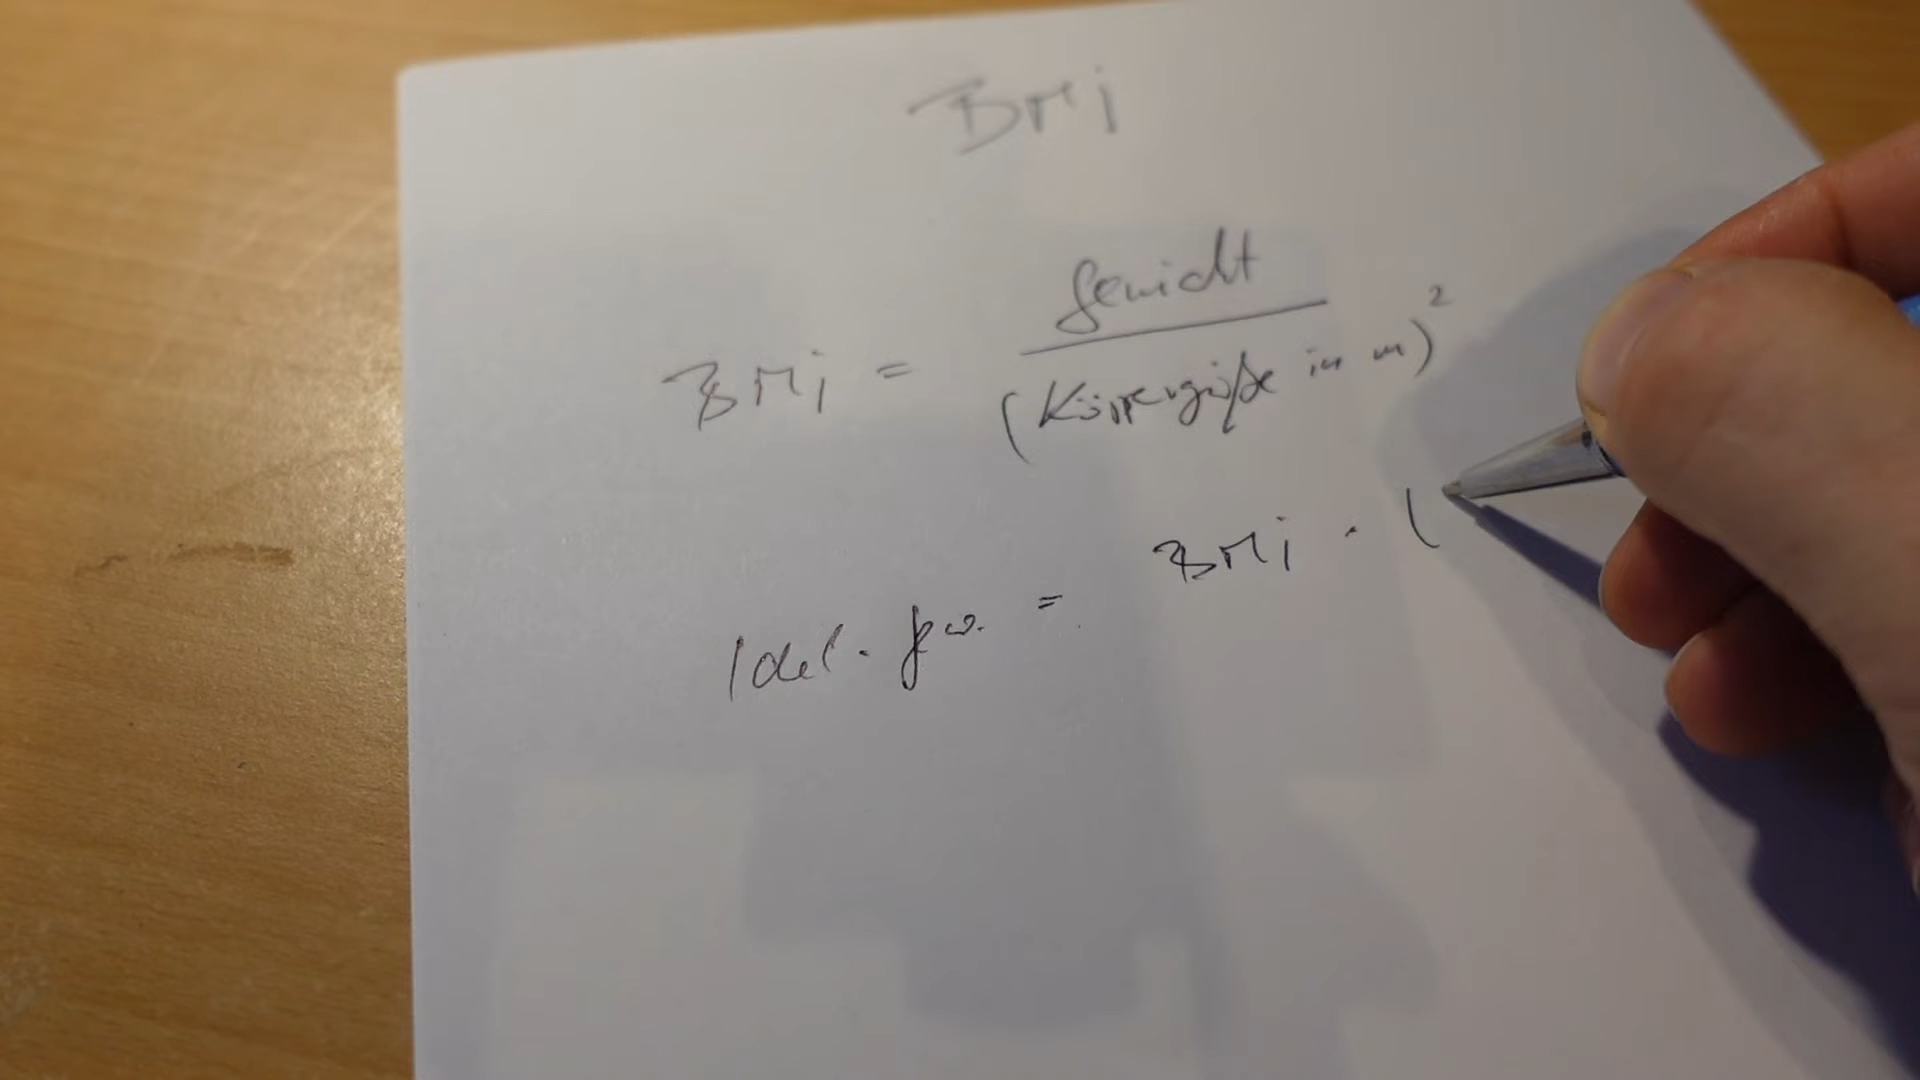 BMi
BMi = Gewicht
(Körpergröße in m)²
Ideal. gew. = BMi · (